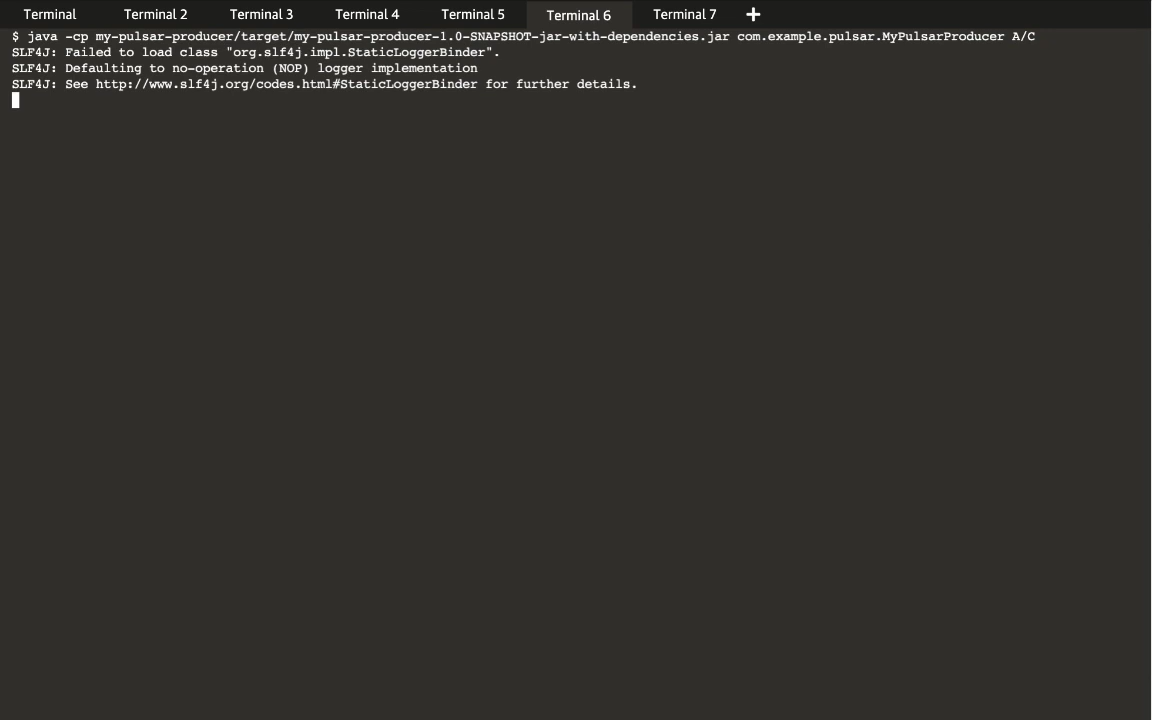 Terminal Terminal 2 Terminal 3 Terminal 4 Terminal 5 Terminal 6 Terminal 7 +
$ java -cp my-pulsar-producer/target/my-pulsar-producer-1.0-SNAPSHOT-jar-with-dependencies.jar com.example.pulsar.MyPulsarProducer A/C
SLF4J: Failed to load class "org.slf4j.impl.StaticLoggerBinder".
SLF4J: Defaulting to no-operation (NOP) logger implementation
SLF4J: See http://www.slf4j.org/codes.html#StaticLoggerBinder for further details.